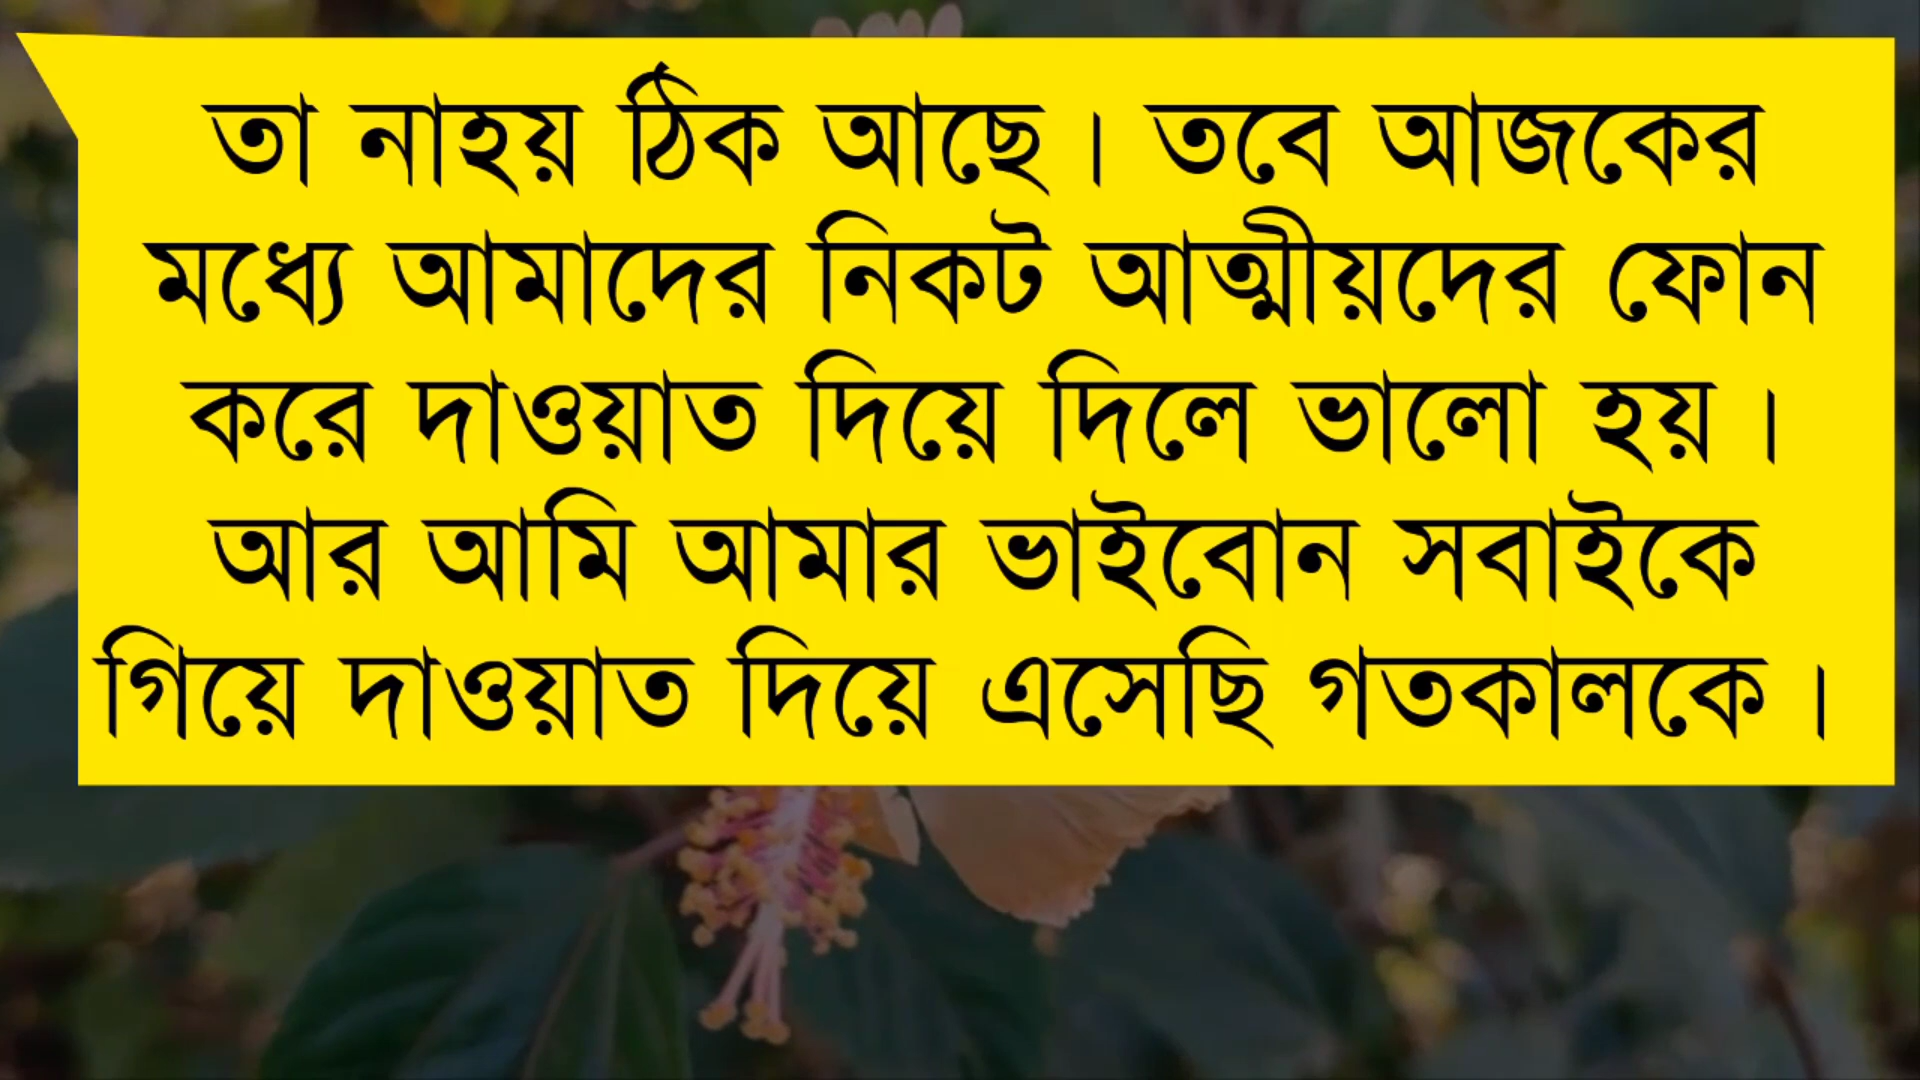 তা নাহয় ঠিক আছে । তবে আজকের
মধ্যে আমাদের নিকট আত্মীয়দের ফোন
করে দাওয়াত দিয়ে দিলে ভালো হয় ।
আর আমি আমার ভাইবোন সবাইকে
গিয়ে দাওয়াত দিয়ে এসেছি গতকালকে ।